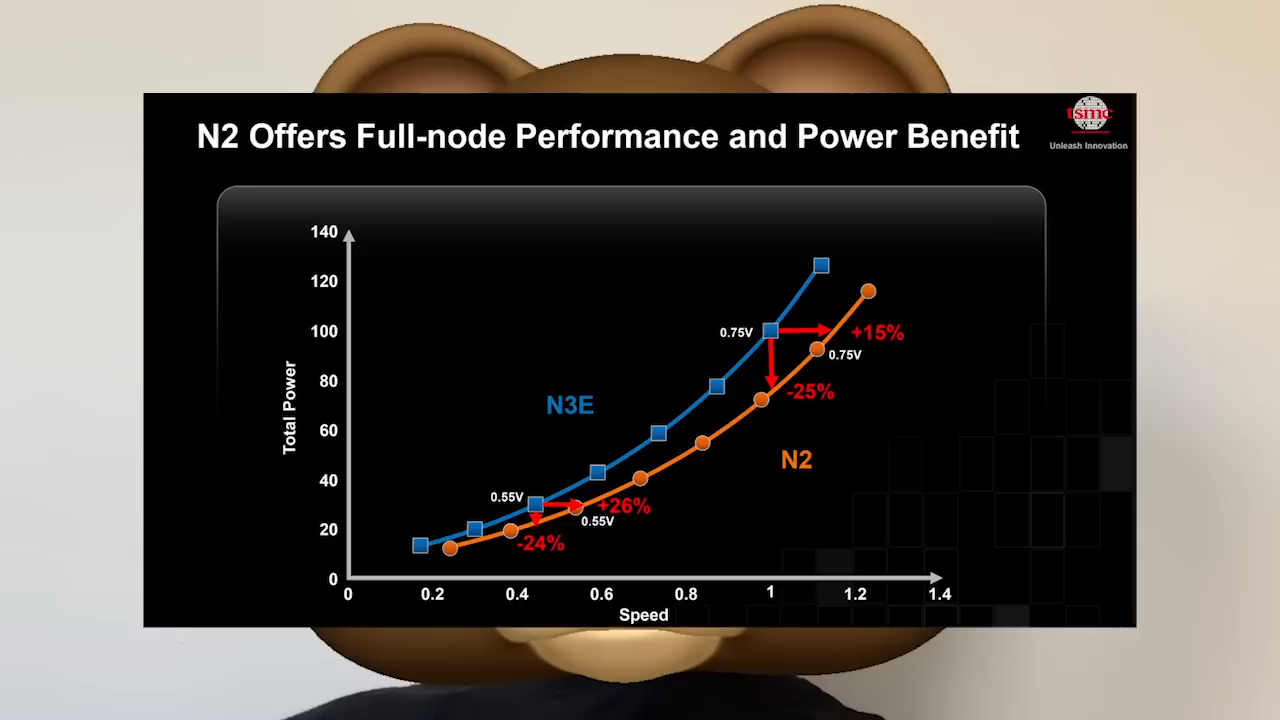 N2 Offers Full-node Performance and Power Benefit
tsmc
Unleash Innovation
140
120
100
80
60
40
20
0
Total Power
0.75V
+15%
0.75V
-25%
N3E
N2
0.55V
+26%
0.55V
-24%
0 0.2 0.4 0.6 0.8 1 1.2 1.4
Speed